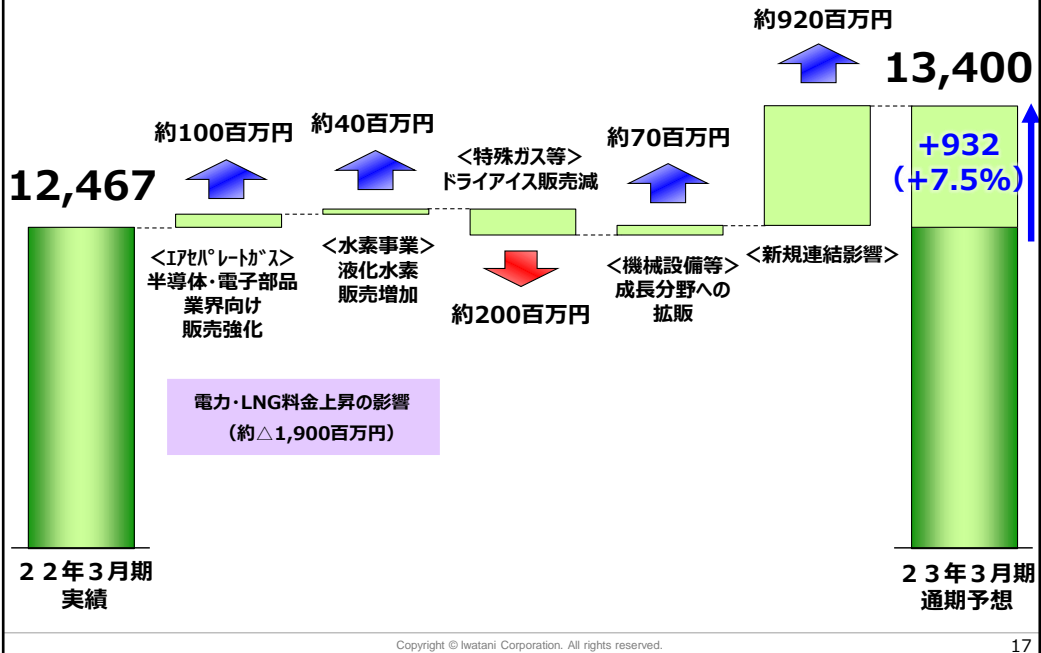 約920百万円
13,400
+932
(+7.5%)
12,467
約100百万円
<ｴｱｾﾊﾟﾚｰﾄｶﾞｽ>
半導体・電子部品
業界向け
販売強化
約40百万円
<水素事業>
液化水素
販売増加
<特殊ガス等>
ドライアイス販売減
約200百万円
約70百万円
<機械設備等>
成長分野への
拡販
<新規連結影響>
電力・LNG料金上昇の影響
（約△1,900百万円）
２２年３月期
実績
２３年３月期
通期予想
Copyright © Iwatani Corporation. All rights reserved.
17